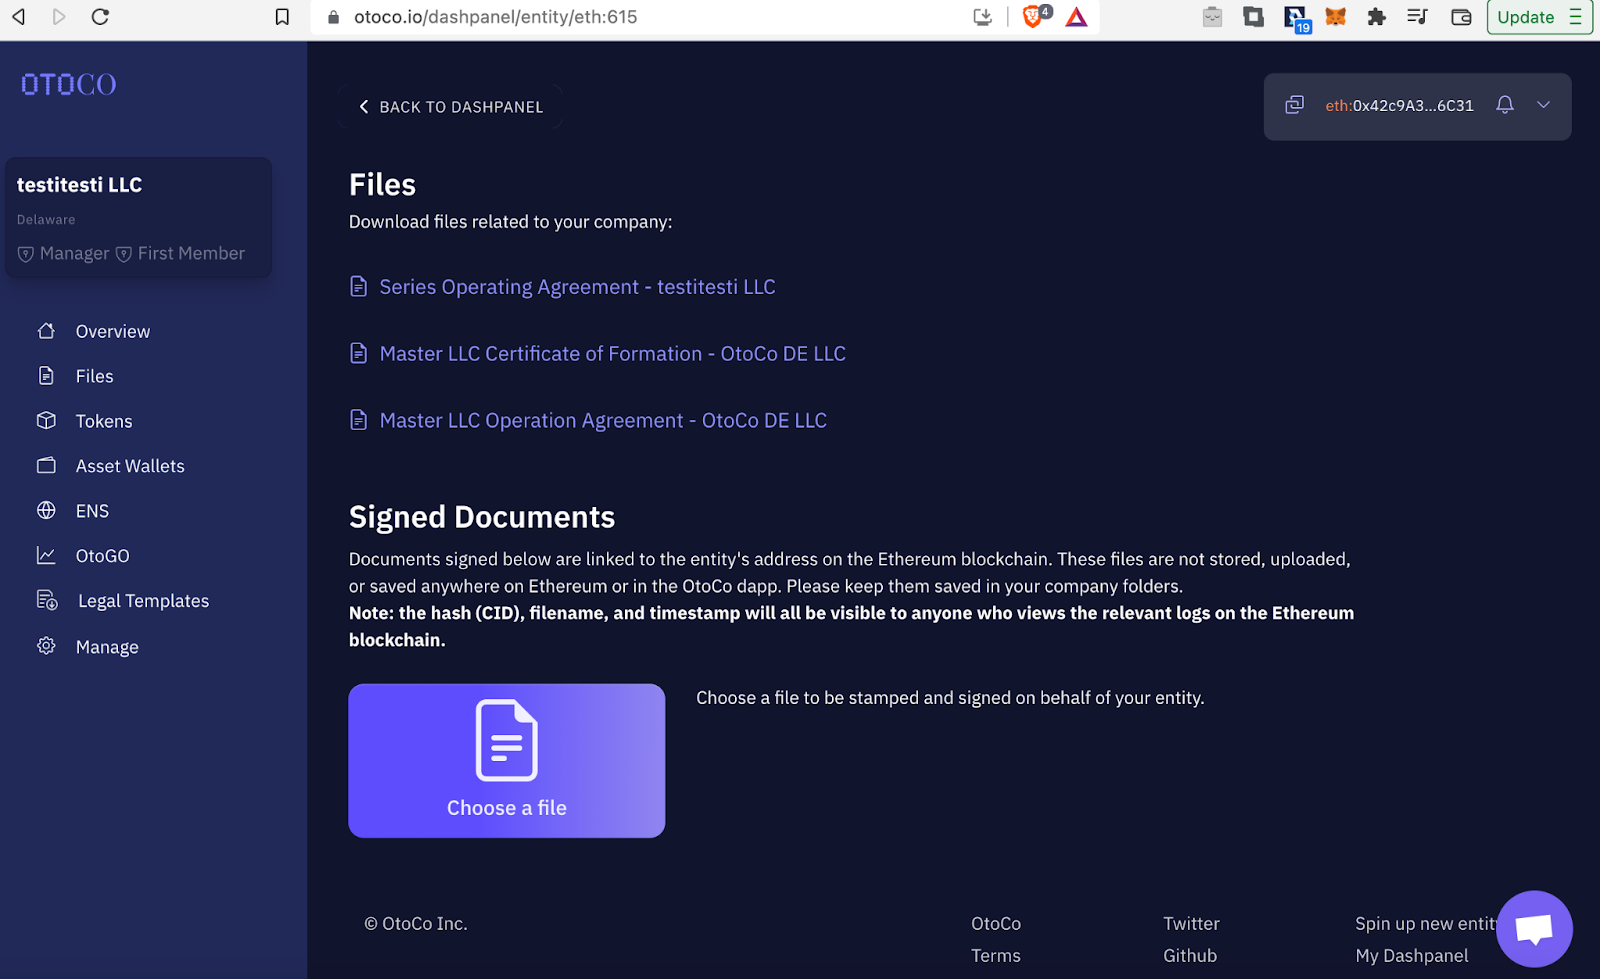 otoco.io/dashpanel/entity/eth:615
4
19
Update
OTOCO
BACK TO DASHPANEL
eth:0x42c9A3...6C31
testitesti LLC
Delaware
Manager First Member
Overview
Files
Tokens
Asset Wallets
ENS
OtoGO
Legal Templates
Manage
Files
Download files related to your company:
Series Operating Agreement - testitesti LLC
Master LLC Certificate of Formation - OtoCo DE LLC
Master LLC Operation Agreement - OtoCo DE LLC
Signed Documents
Documents signed below are linked to the entity's address on the Ethereum blockchain. These files are not stored, uploaded,
or saved anywhere on Ethereum or in the OtoCo dapp. Please keep them saved in your company folders.
Note: the hash (CID), filename, and timestamp will all be visible to anyone who views the relevant logs on the Ethereum
blockchain.
Choose a file
Choose a file to be stamped and signed on behalf of your entity.
© OtoCo Inc.
OtoCo
Terms
Twitter
Github
Spin up new entit
My Dashpanel